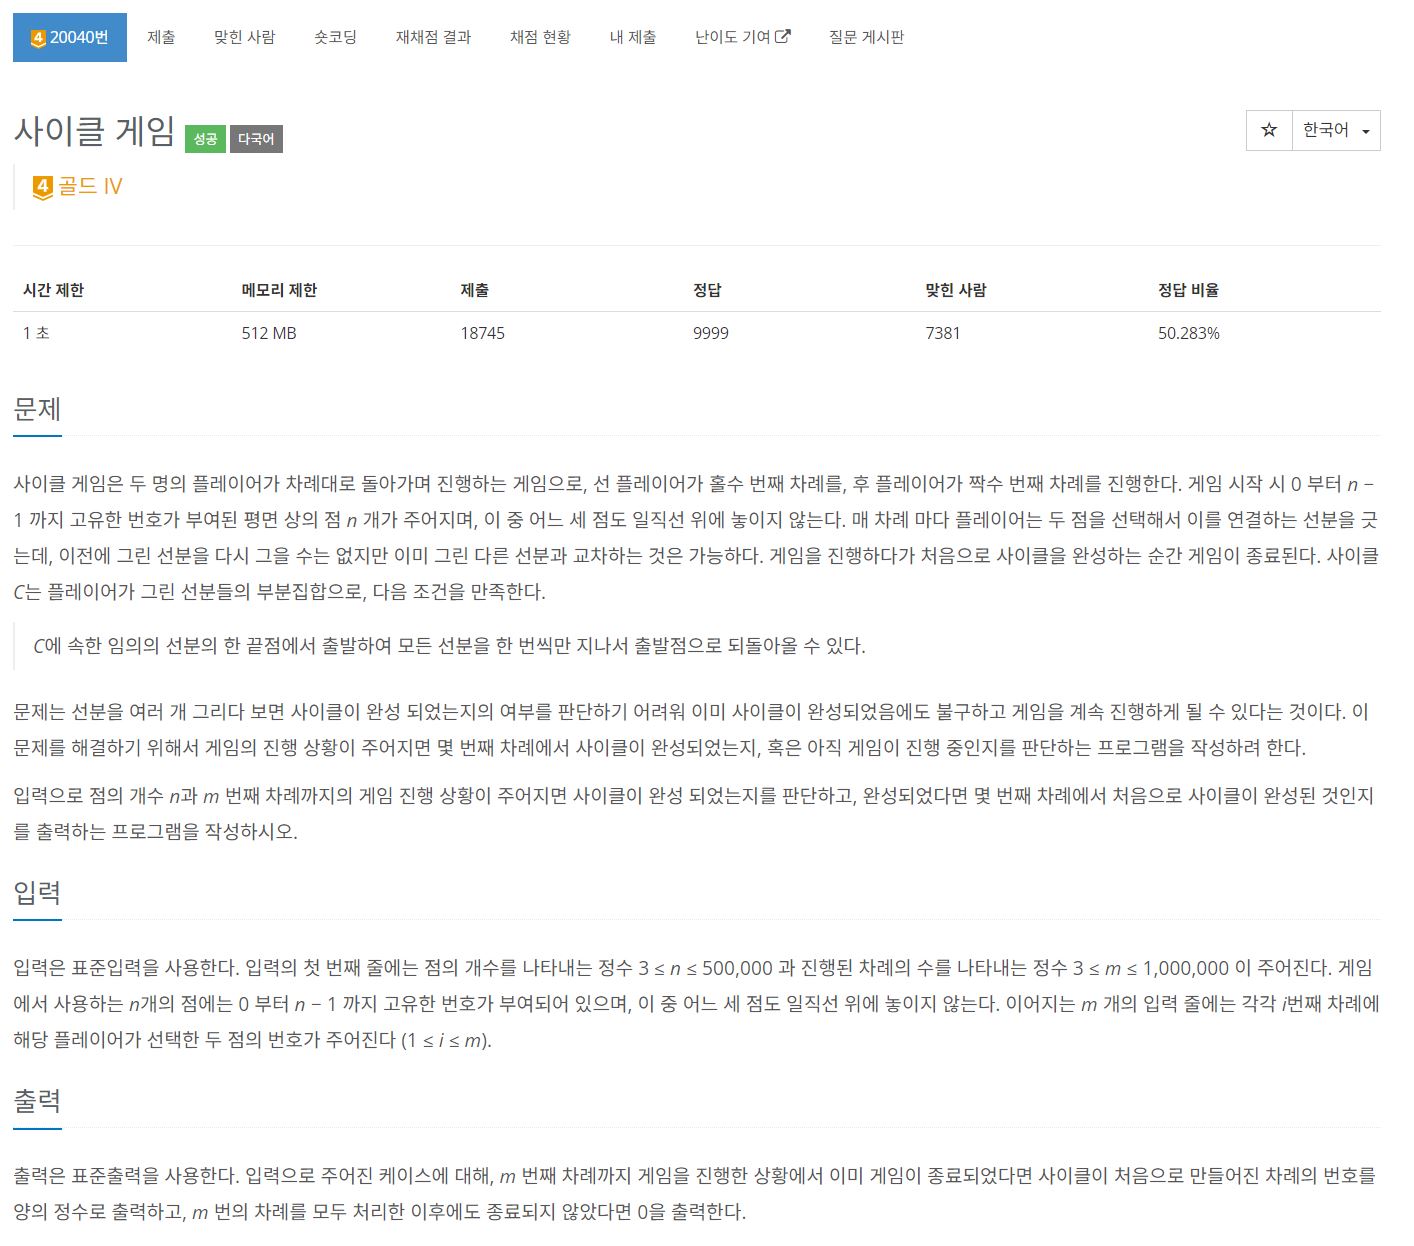 4 20040번 제출 맞힌 사람 숏코딩 재채점 결과 채점 현황 내 제출 난이도 기여 질문 게시판
사이클 게임 성공 다국어 ☆ 한국어
4 골드 IV
시간 제한 메모리 제한 제출 정답 맞힌 사람 정답 비율
1 초 512 MB 18745 9999 7381 50.283%
문제
사이클 게임은 두 명의 플레이어가 차례대로 돌아가며 진행하는 게임으로, 선 플레이어가 홀수 번째 차례를, 후 플레이어가 짝수 번째 차례를 진행한다. 게임 시작 시 0 부터 n −
1 까지 고유한 번호가 부여된 평면 상의 점 n 개가 주어지며, 이 중 어느 세 점도 일직선 위에 놓이지 않는다. 매 차례 마다 플레이어는 두 점을 선택해서 이를 연결하는 선분을 긋
는데, 이전에 그린 선분을 다시 그을 수는 없지만 이미 그린 다른 선분과 교차하는 것은 가능하다. 게임을 진행하다가 처음으로 사이클을 완성하는 순간 게임이 종료된다. 사이클
C는 플레이어가 그린 선분들의 부분집합으로, 다음 조건을 만족한다.
C에 속한 임의의 선분의 한 끝점에서 출발하여 모든 선분을 한 번씩만 지나서 출발점으로 되돌아올 수 있다.
문제는 선분을 여러 개 그리다 보면 사이클이 완성 되었는지의 여부를 판단하기 어려워 이미 사이클이 완성되었음에도 불구하고 게임을 계속 진행하게 될 수 있다는 것이다. 이
문제를 해결하기 위해서 게임의 진행 상황이 주어지면 몇 번째 차례에서 사이클이 완성되었는지, 혹은 아직 게임이 진행 중인지를 판단하는 프로그램을 작성하려 한다.
입력으로 점의 개수 n과 m 번째 차례까지의 게임 진행 상황이 주어지면 사이클이 완성 되었는지를 판단하고, 완성되었다면 몇 번째 차례에서 처음으로 사이클이 완성된 것인지
를 출력하는 프로그램을 작성하시오.
입력
입력은 표준입력을 사용한다. 입력의 첫 번째 줄에는 점의 개수를 나타내는 정수 3 ≤ n ≤ 500,000 과 진행된 차례의 수를 나타내는 정수 3 ≤ m ≤ 1,000,000 이 주어진다. 게임
에서 사용하는 n개의 점에는 0 부터 n − 1 까지 고유한 번호가 부여되어 있으며, 이 중 어느 세 점도 일직선 위에 놓이지 않는다. 이어지는 m 개의 입력 줄에는 각각 i번째 차례에
해당 플레이어가 선택한 두 점의 번호가 주어진다 (1 ≤ i ≤ m).
출력
출력은 표준출력을 사용한다. 입력으로 주어진 케이스에 대해, m 번째 차례까지 게임을 진행한 상황에서 이미 게임이 종료되었다면 사이클이 처음으로 만들어진 차례의 번호를
양의 정수로 출력하고, m 번의 차례를 모두 처리한 이후에도 종료되지 않았다면 0을 출력한다.